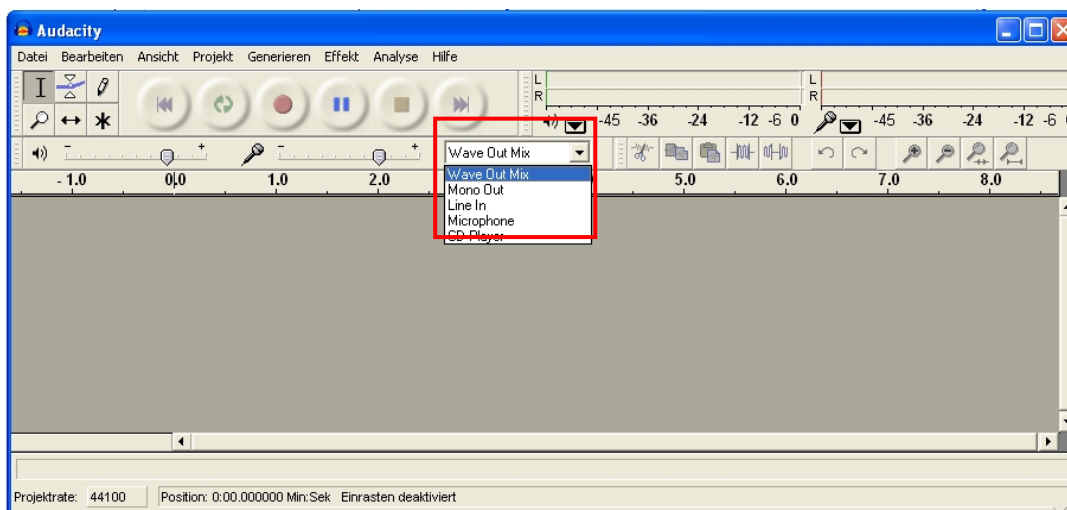 Audacity
Datei Bearbeiten Ansicht Projekt Generieren Effekt Analyse Hilfe
L
R
L
R
-45 -36 -24 -12 -6 0
-45 -36 -24 -12 -6
- + - +
Wave Out Mix
- 1.0 0,0 1.0 2.0 5.0 6.0 7.0 8.0
Wave Out Mix
Mono Out
Line In
Microphone
CD-Player
Projektrate: 44100 Position: 0:00.000000 Min:Sek Einrasten deaktiviert